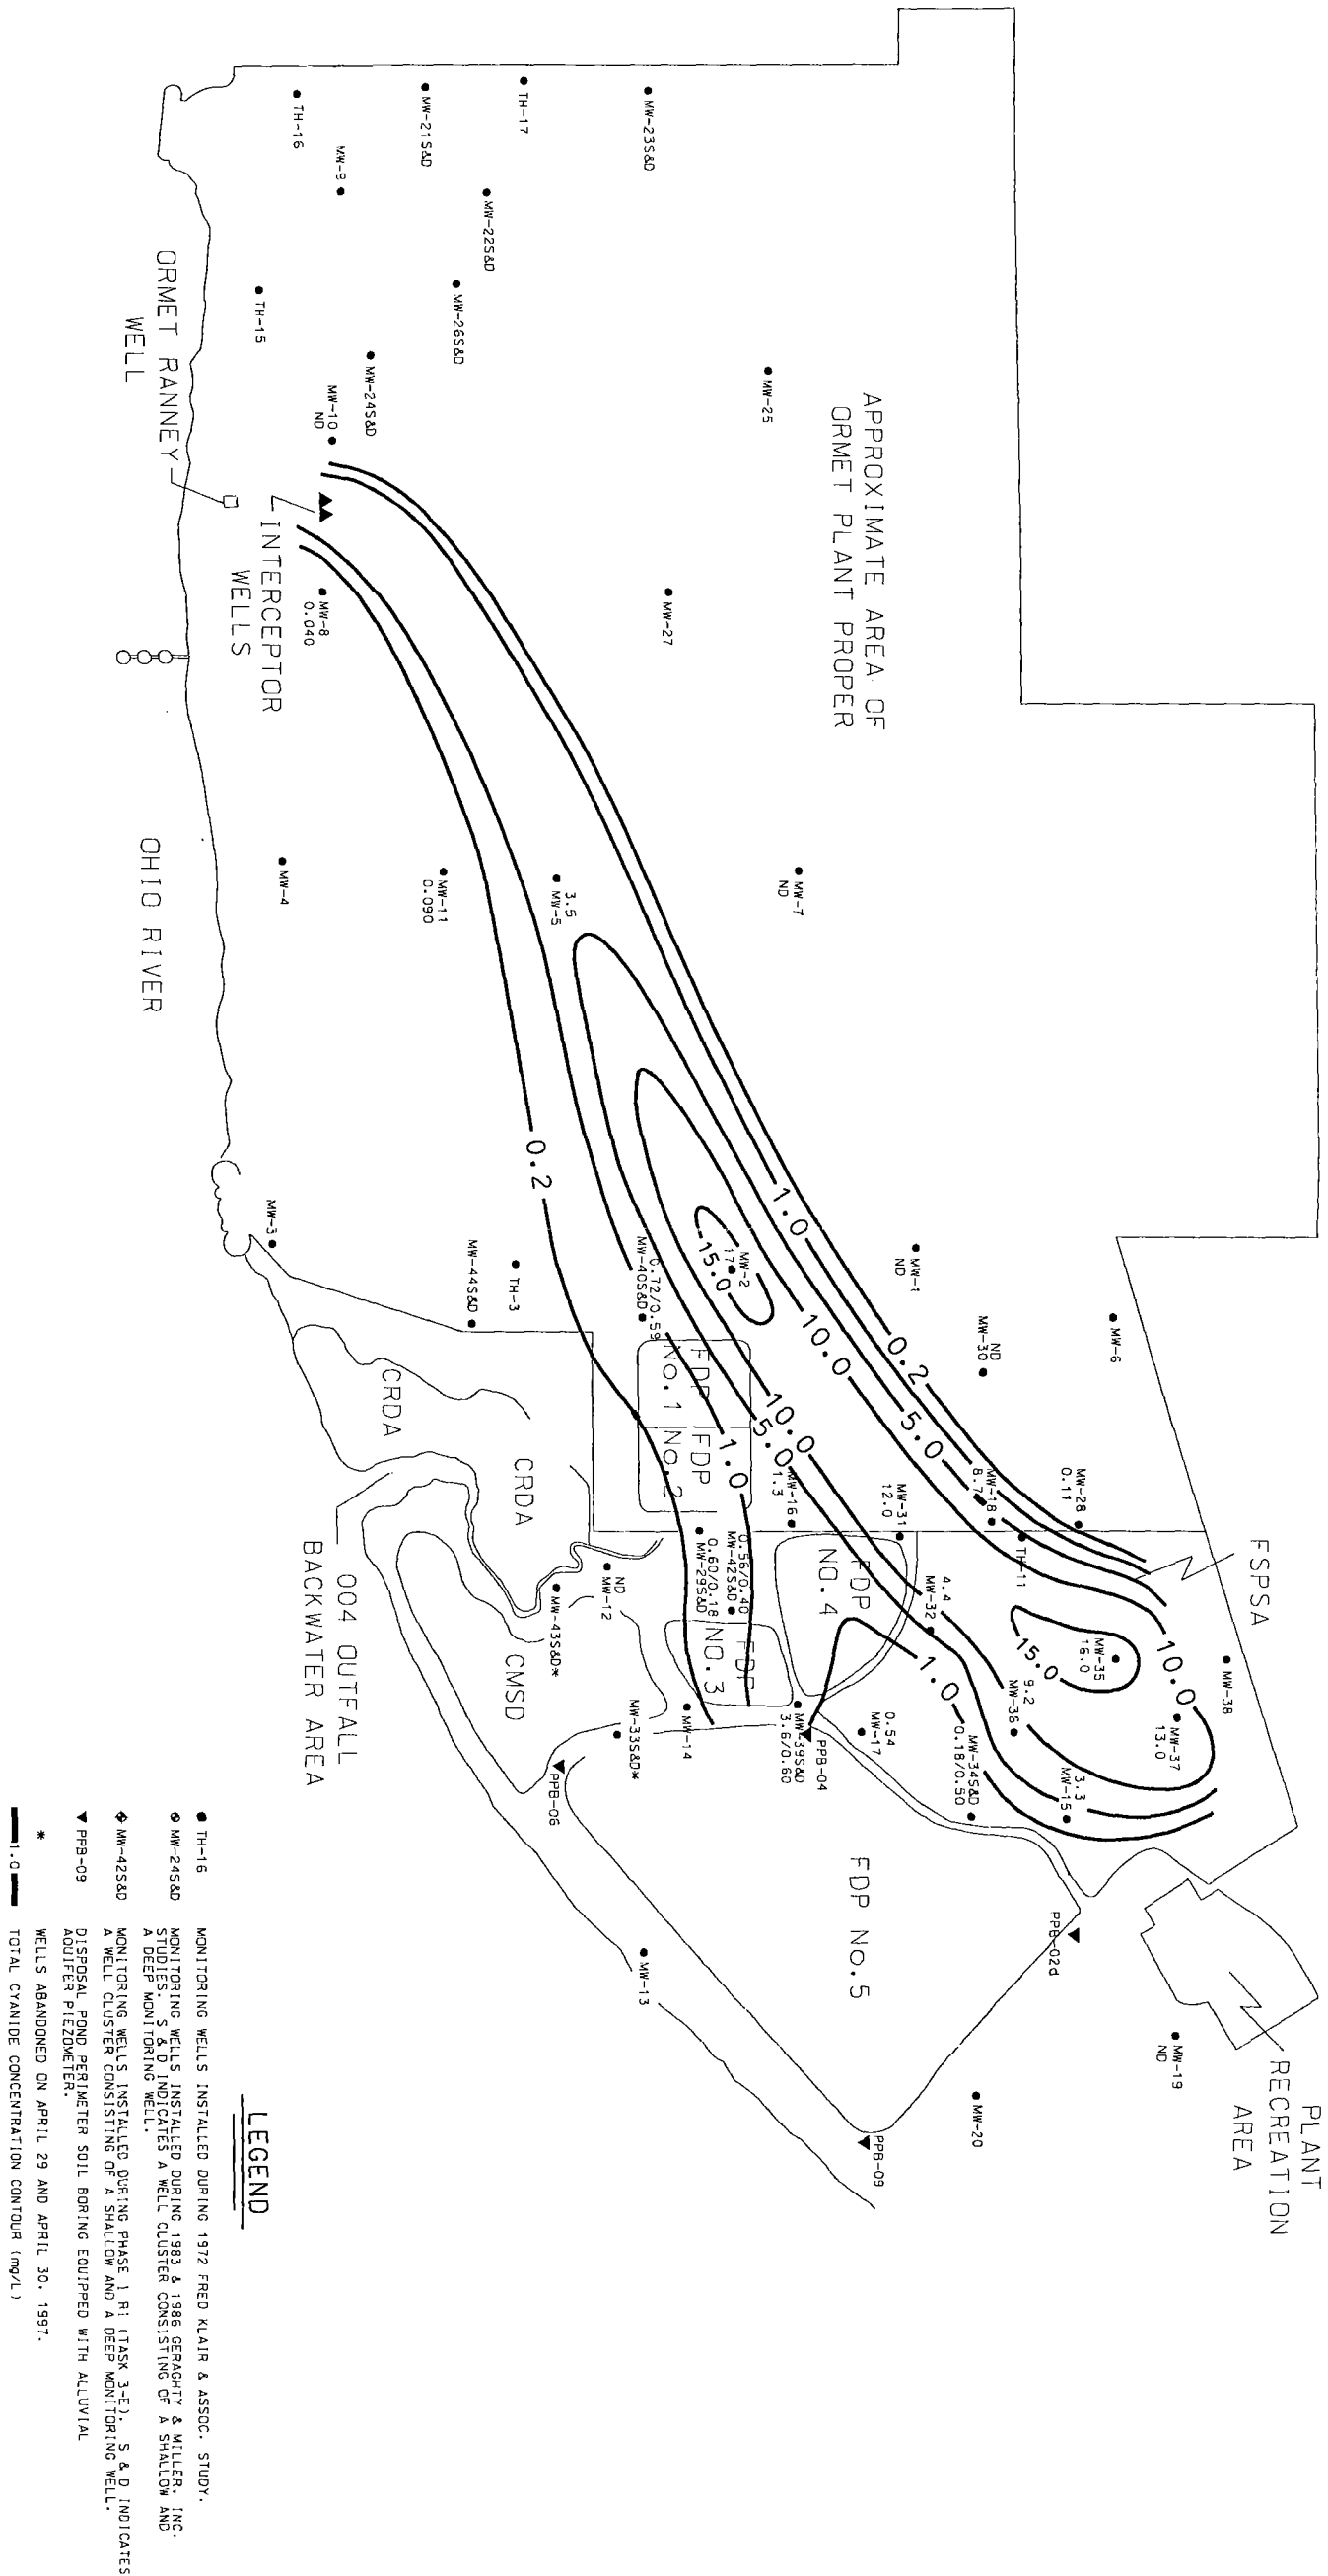 PLANT
RECREATION
AREA
FSPSA
MW-38
MW-37
13.0
10.0
MW-35
16.0
15.0
MW-28
0.11
MW-18
8.7
TH-11
MW-6
ND
MW-30
MW-1
ND
0.2
1.0
5.0
10.0
MW-31
12.0
4.4
MW-32
9.2
MW-36
3.3
MW-15
MW-34S&D
0.18/0.50
1.0
0.54
MW-17
PPB-04
MW-39S&D
3.6/0.60
PPB-02d
MW-19
ND
MW-20
PPB-09
FDP No.5
MW-13
FDP
NO.4
FDP
NO.3
MW-16
1.3
10.0
5.0
1.0
0.56/0.40
MW-42S&D
0.60/0.18
MW-29S&D
MW-14
MW-33S&D*
PPB-06
ND
MW-12
MW-43S&D*
FDP
No.1
FDP
No.2
MW-2
17
15.0
0.72/0.59
MW-40S&D
0.2
TH-3
MW-44S&D
MW-3
CRDA
CRDA
CMSD
004 OUTFALL
BACKWATER AREA
APPROXIMATE AREA OF
ORMET PLANT PROPER
MW-23S&D
TH-17
MW-21S&D
TH-16
MW-9
MW-22S&D
MW-26S&D
TH-15
MW-24S&D
MW-25
MW-10
ND
MW-27
MW-8
0.040
MW-7
ND
3.5
MW-5
MW-11
0.090
MW-4
INTERCEPTOR
WELLS
ORMET RANNEY
WELL
OHIO RIVER
LEGEND
TH-16 MONITORING WELLS INSTALLED DURING 1972 FRED KLAIR & ASSOC. STUDY.
MW-24S&D MONITORING WELLS INSTALLED DURING 1983 & 1986 GERAGHTY & MILLER, INC.
STUDIES. S & D INDICATES A WELL CLUSTER CONSISTING OF A SHALLOW AND
A DEEP MONITORING WELL.
MW-42S&D MONITORING WELLS INSTALLED DURING PHASE 1 RI (TASK 3-E). S & D INDICATES
A WELL CLUSTER CONSISTING OF A SHALLOW AND A DEEP MONITORING WELL.
PPB-09 DISPOSAL POND PERIMETER SOIL BORING EQUIPPED WITH ALLUVIAL
AQUIFER PIEZOMETER.
* WELLS ABANDONED ON APRIL 29 AND APRIL 30, 1997.
1.0 TOTAL CYANIDE CONCENTRATION CONTOUR (mg/L)